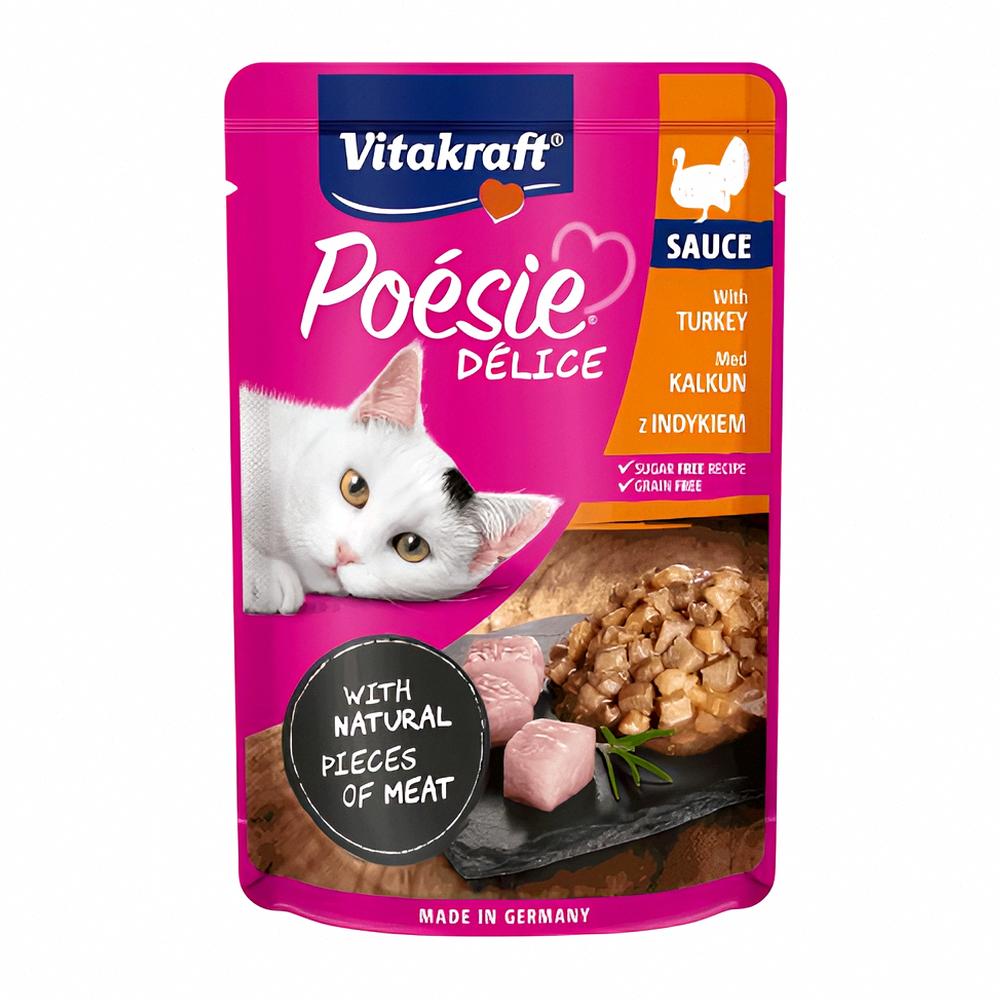 Vitakraft®
Poésie®
DÉLICE
SAUCE
With
TURKEY
Med
KALKUN
z INDYKIEM
✓ SUGAR FREE RECIPE
✓ GRAIN FREE
WITH
NATURAL
PIECES
OF MEAT
MADE IN GERMANY